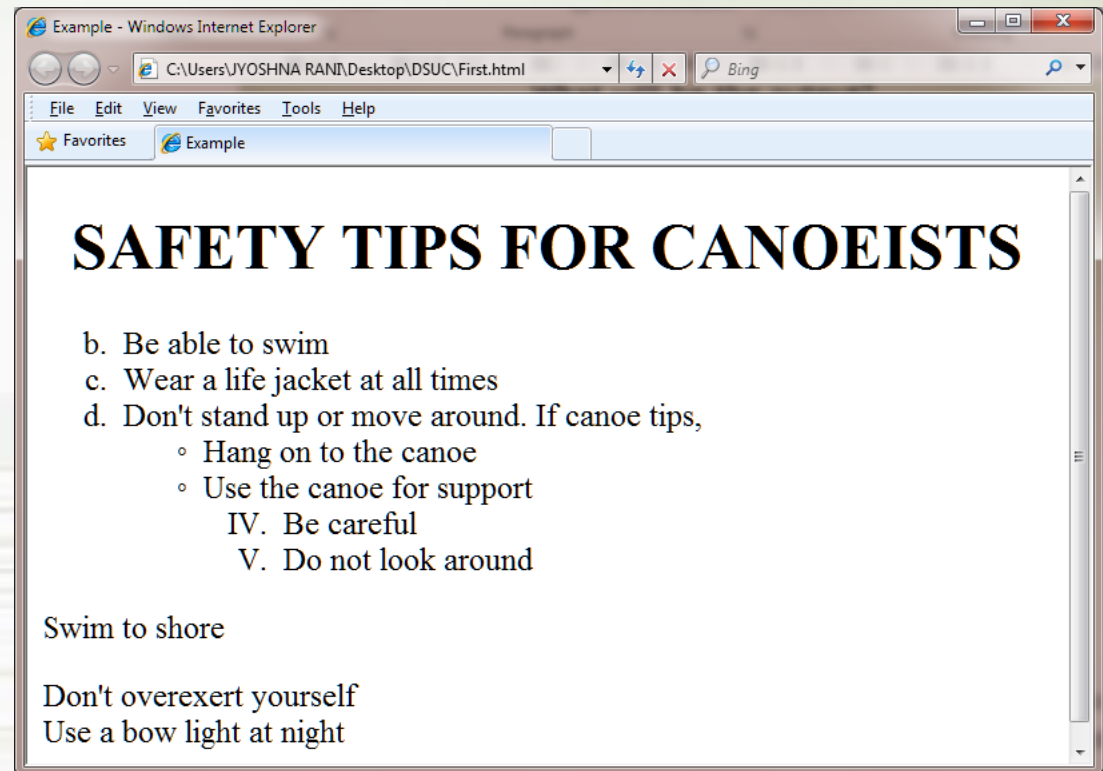 Example - Windows Internet Explorer
C:\Users\JYOSHNA RANI\Desktop\DSUC\First.html
Bing
File Edit View Favorites Tools Help
Favorites
Example
SAFETY TIPS FOR CANOEISTS
b. Be able to swim
c. Wear a life jacket at all times
d. Don't stand up or move around. If canoe tips,
◦ Hang on to the canoe
◦ Use the canoe for support
IV. Be careful
V. Do not look around
Swim to shore
Don't overexert yourself
Use a bow light at night